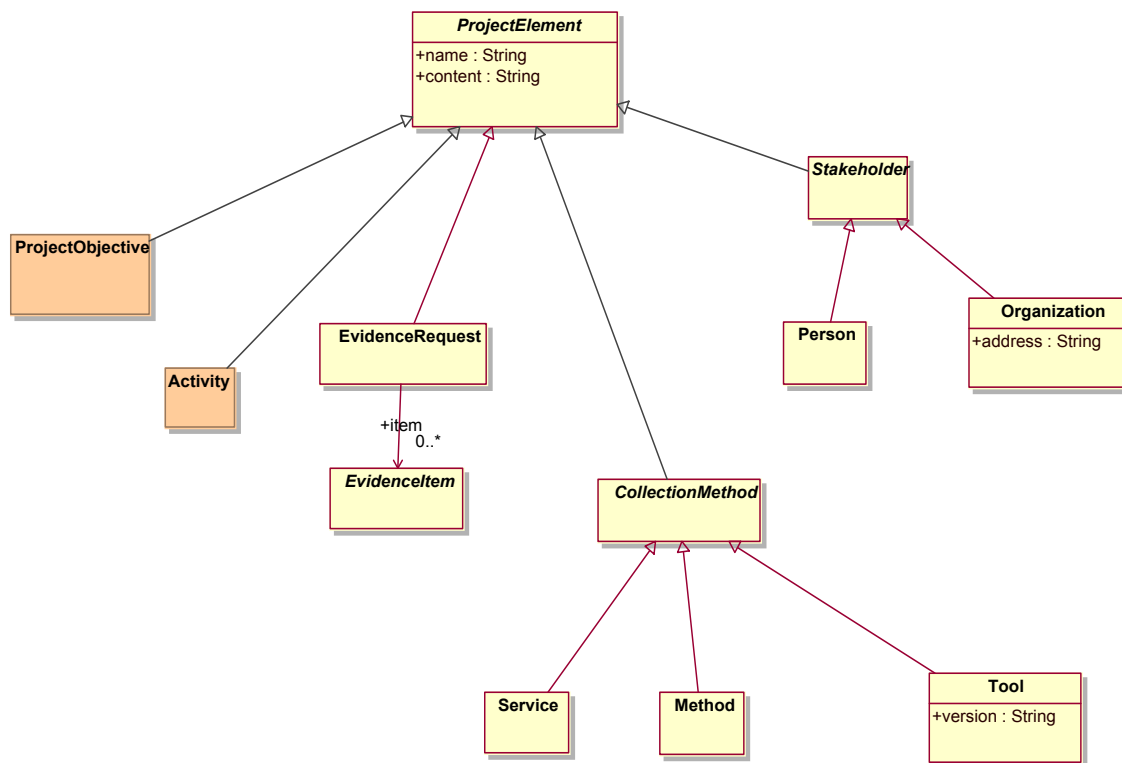 ProjectElement
+name : String
+content : String
Stakeholder
ProjectObjective
Organization
+address : String
EvidenceRequest
Person
Activity
+item
0..*
EvidenceItem
CollectionMethod
Service
Method
Tool
+version : String